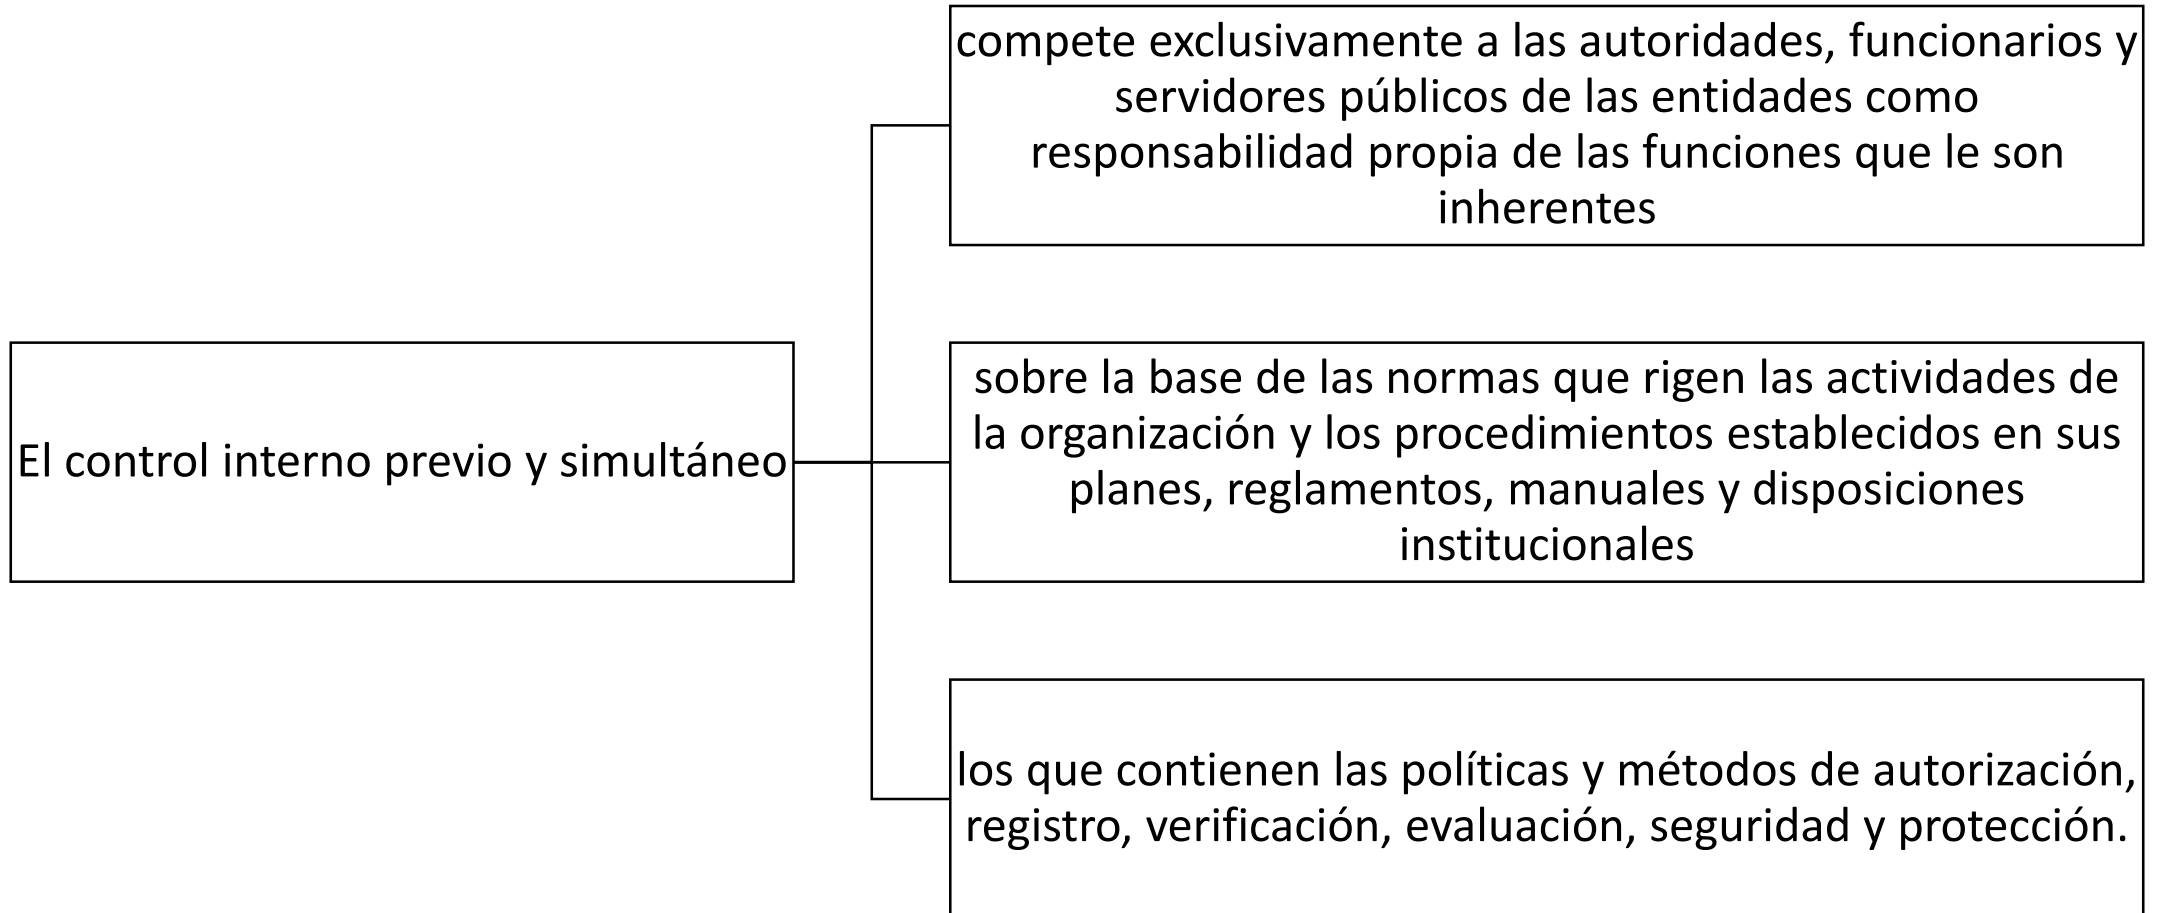 El control interno previo y simultáneo
compete exclusivamente a las autoridades, funcionarios y
servidores públicos de las entidades como
responsabilidad propia de las funciones que le son
inherentes
sobre la base de las normas que rigen las actividades de
la organización y los procedimientos establecidos en sus
planes, reglamentos, manuales y disposiciones
institucionales
los que contienen las políticas y métodos de autorización,
registro, verificación, evaluación, seguridad y protección.